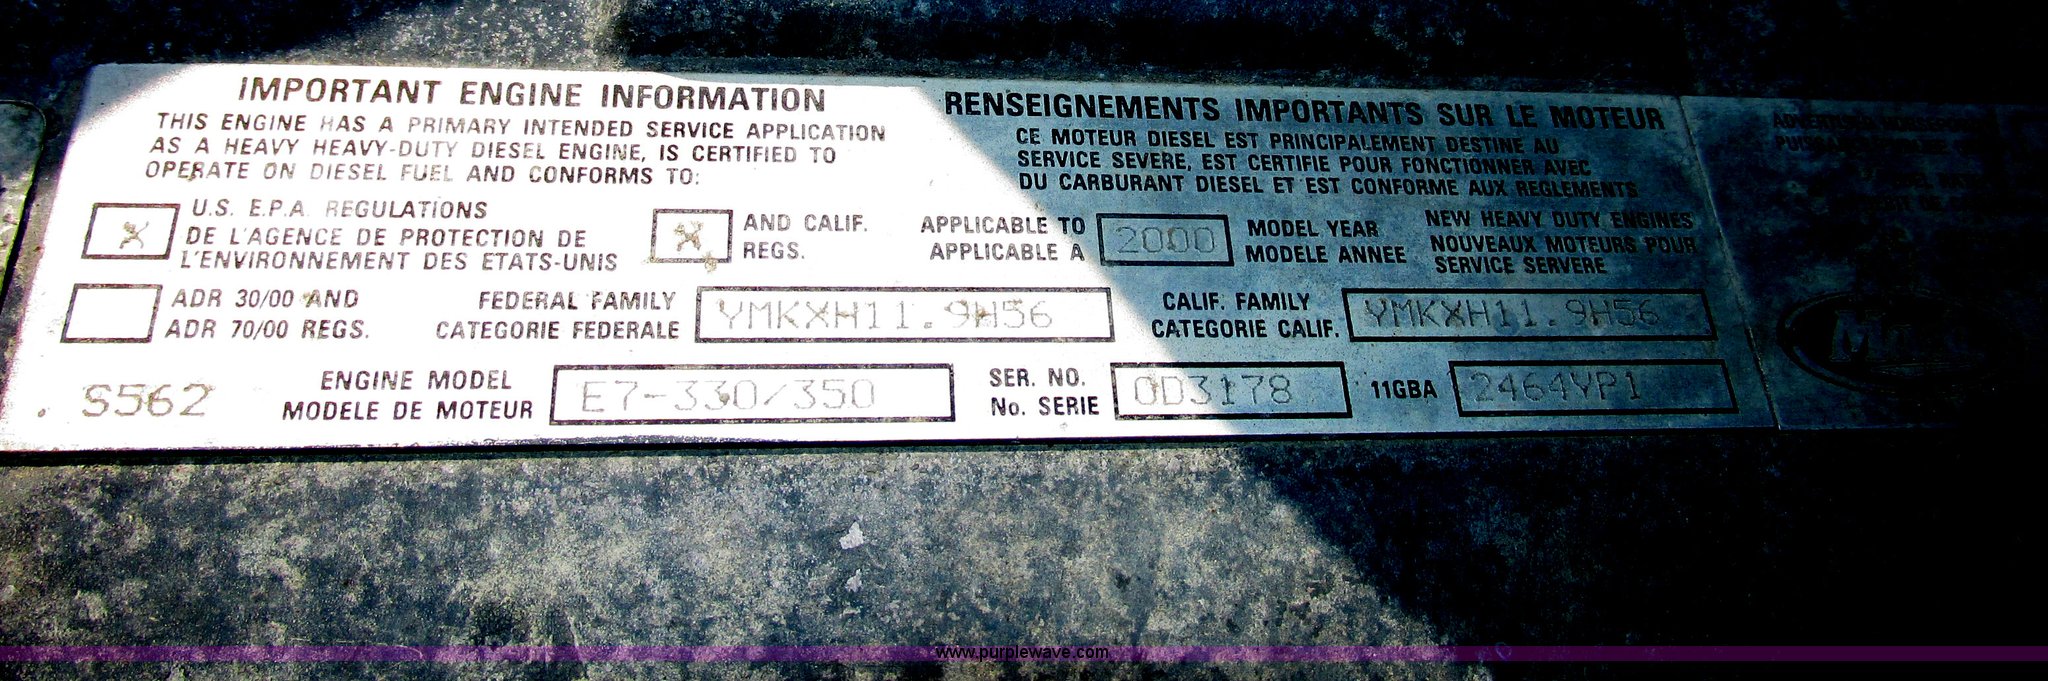 IMPORTANT ENGINE INFORMATION
THIS ENGINE HAS A PRIMARY INTENDED SERVICE APPLICATION
AS A HEAVY HEAVY-DUTY DIESEL ENGINE, IS CERTIFIED TO
OPERATE ON DIESEL FUEL AND CONFORMS TO:
RENSEIGNEMENTS IMPORTANTS SUR LE MOTEUR
CE MOTEUR DIESEL EST PRINCIPALEMENT DESTINE AU
SERVICE SEVERE, EST CERTIFIE POUR FONCTIONNER AVEC
DU CARBURANT DIESEL ET EST CONFORME AUX REGLEMENTS
X U.S. E.P.A. REGULATIONS
DE L'AGENCE DE PROTECTION DE
L'ENVIRONNEMENT DES ETATS-UNIS
X AND CALIF.
REGS.
APPLICABLE TO
APPLICABLE A
2000
MODEL YEAR
MODELE ANNEE
NEW HEAVY DUTY ENGINES
NOUVEAUX MOTEURS POUR
SERVICE SERVERE
ADR 30/00 AND
ADR 70/00 REGS.
FEDERAL FAMILY
CATEGORIE FEDERALE
YMKXH11.9H56
CALIF. FAMILY
CATEGORIE CALIF.
YMKXH11.9H56
S562
ENGINE MODEL
MODELE DE MOTEUR
E7-330/350
SER. NO.
No. SERIE
0D3178
11GBA
2464VP1
www.purplewave.com